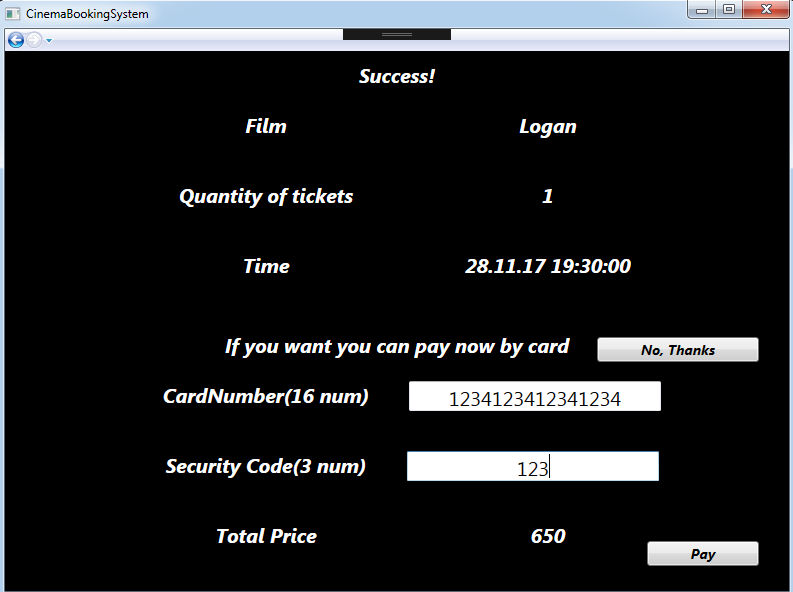 CinemaBookingSystem
Success!
Film Logan
Quantity of tickets 1
Time 28.11.17 19:30:00
If you want you can pay now by card No, Thanks
CardNumber(16 num) 1234123412341234
Security Code(3 num) 123
Total Price 650
Pay